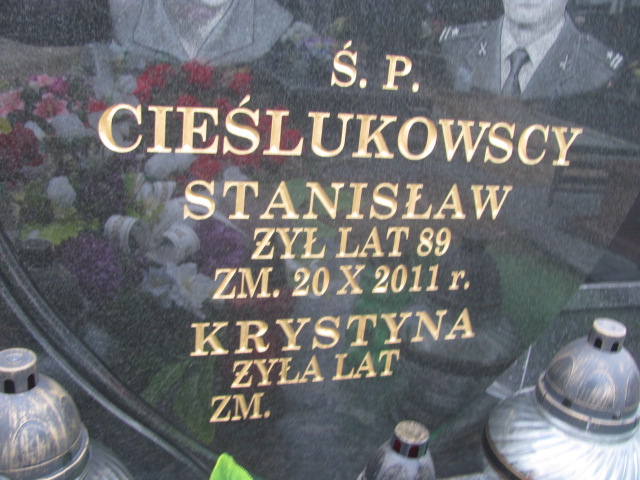 Ś. P.
CIEŚLUKOWSCY
STANISŁAW
ŻYŁ LAT 89
ZM. 20 X 2011 r.
KRYSTYNA
ŻYŁA LAT
ZM.